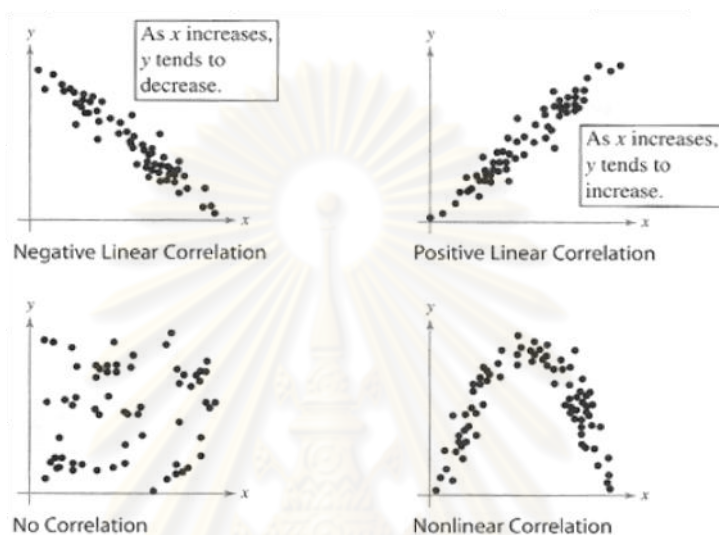 y
As x increases,
y tends to
decrease.
x
Negative Linear Correlation
y
As x increases,
y tends to
increase.
x
Positive Linear Correlation
y
x
No Correlation
y
x
Nonlinear Correlation